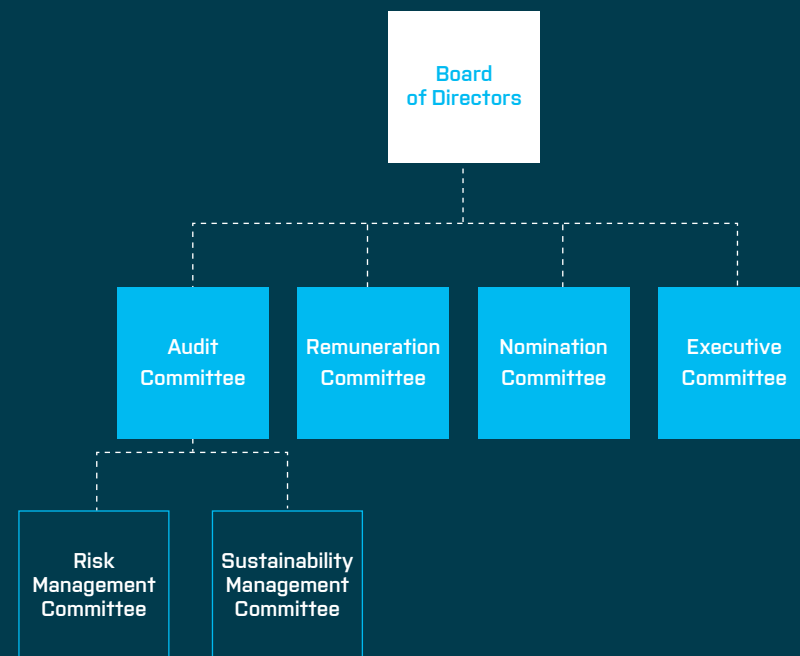 Board
of Directors
Audit
Committee
Remuneration
Committee
Nomination
Committee
Executive
Committee
Risk
Management
Committee
Sustainability
Management
Committee